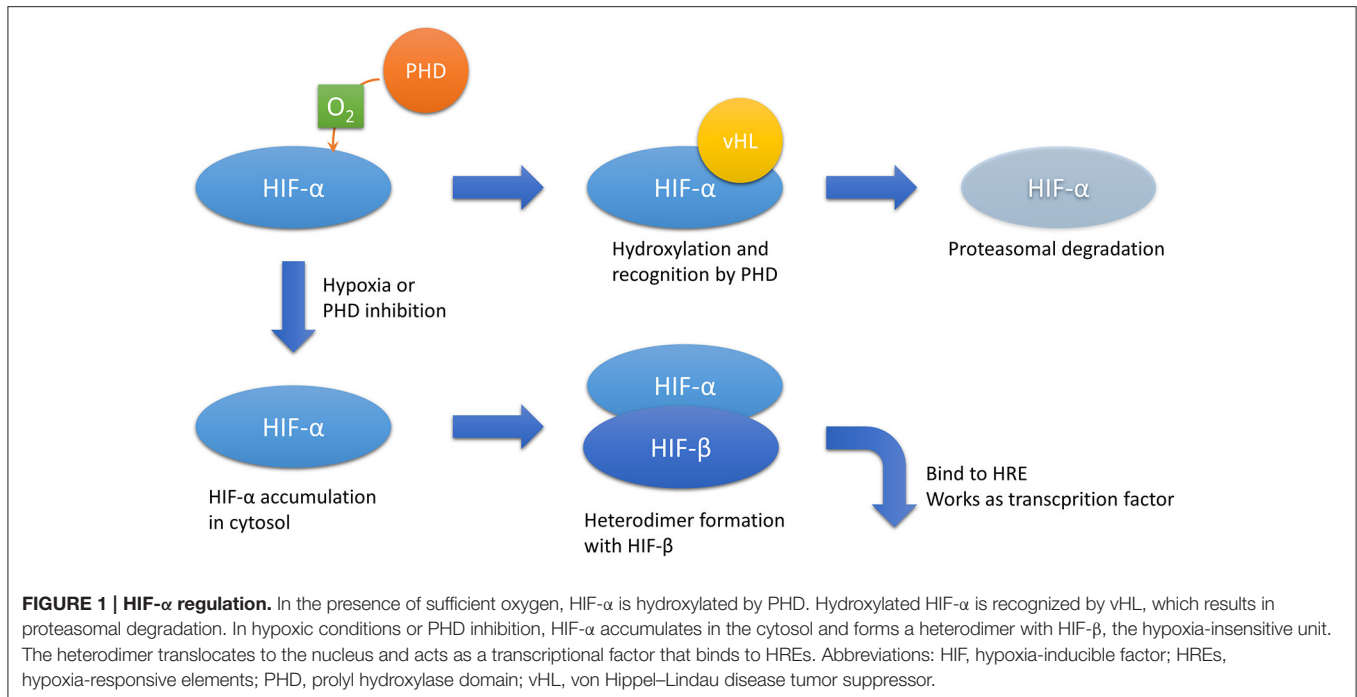 PHD
O₂
HIF-α
vHL
HIF-α
HIF-α
Hydroxylation and
recognition by PHD
Proteasomal degradation
Hypoxia or
PHD inhibition
HIF-α
HIF-α
HIF-β
HIF-α accumulation
in cytosol
Heterodimer formation
with HIF-β
Bind to HRE
Works as transcprition factor
FIGURE 1 | HIF-α regulation. In the presence of sufficient oxygen, HIF-α is hydroxylated by PHD. Hydroxylated HIF-α is recognized by vHL, which results in
proteasomal degradation. In hypoxic conditions or PHD inhibition, HIF-α accumulates in the cytosol and forms a heterodimer with HIF-β, the hypoxia-insensitive unit.
The heterodimer translocates to the nucleus and acts as a transcriptional factor that binds to HREs. Abbreviations: HIF, hypoxia-inducible factor; HREs,
hypoxia-responsive elements; PHD, prolyl hydroxylase domain; vHL, von Hippel–Lindau disease tumor suppressor.